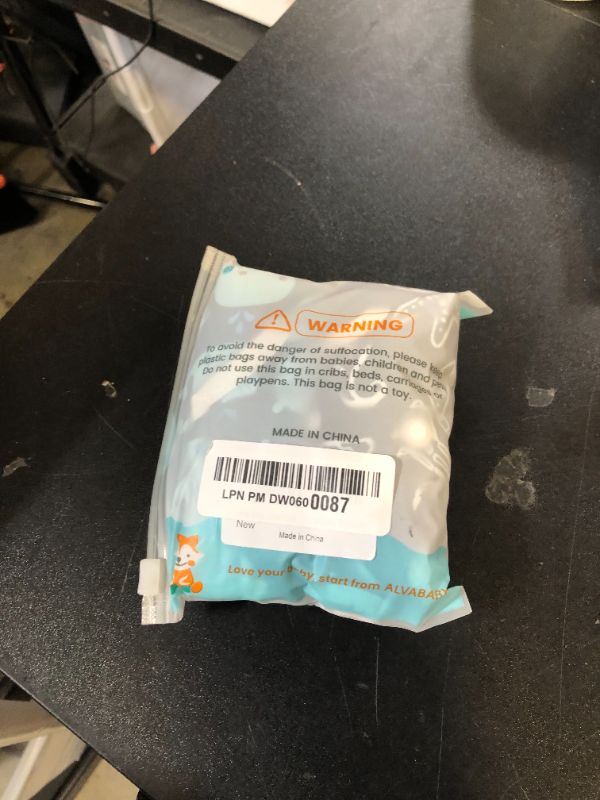 WARNING
To avoid the danger of suffocation, please keep
plastic bags away from babies, children and pets.
Do not use this bag in cribs, beds, carriages or
playpens. This bag is not a toy.
MADE IN CHINA
LPN PM DW060 0087
New
Made in China
Love your start from ALVABABY